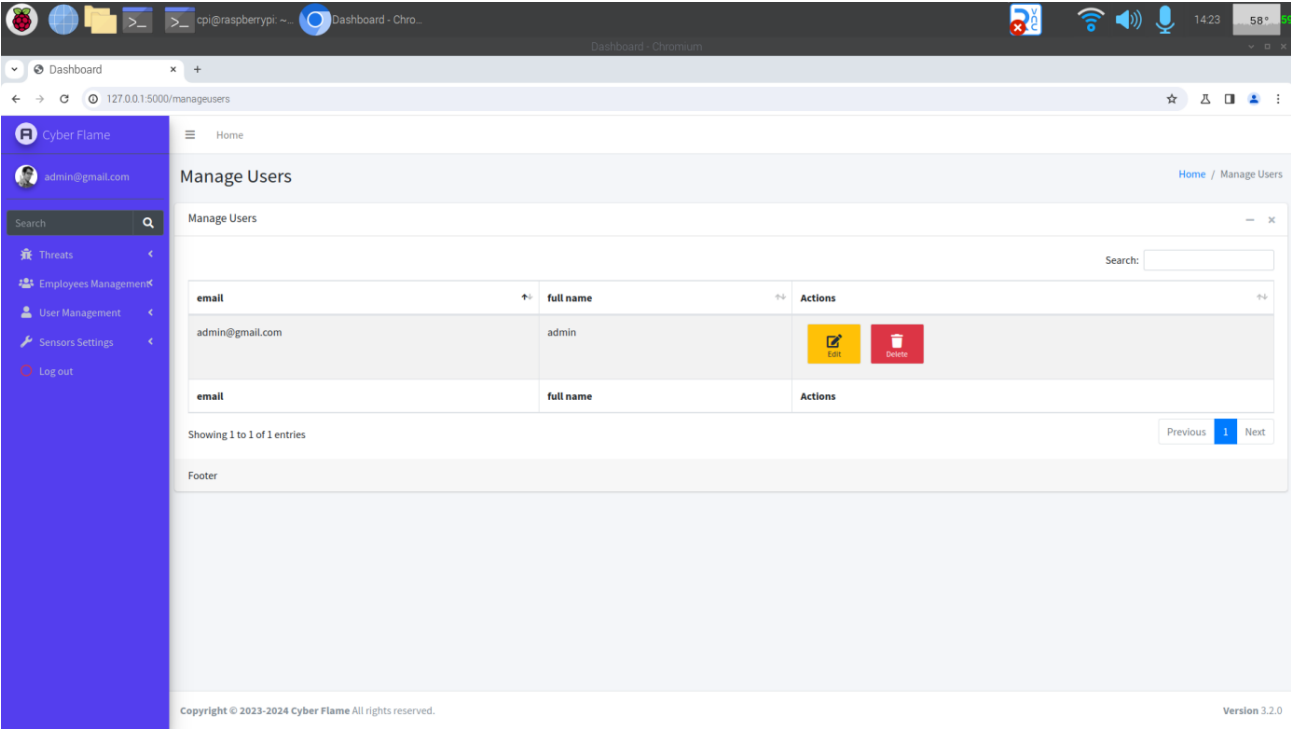 cpi@raspberrypi: ~... Dashboard - Chro... 14:23 58° 59
Dashboard - Chromium
Dashboard
127.0.0.1:5000/manageusers
Cyber Flame Home
admin@gmail.com Manage Users Home / Manage Users
Search Manage Users
Threats Search:
Employees Management
email full name Actions
User Management
admin@gmail.com admin
Sensors Settings
Edit Delete
Log out
email full name Actions
Showing 1 to 1 of 1 entries Previous 1 Next
Footer
Copyright © 2023-2024 Cyber Flame All rights reserved. Version 3.2.0